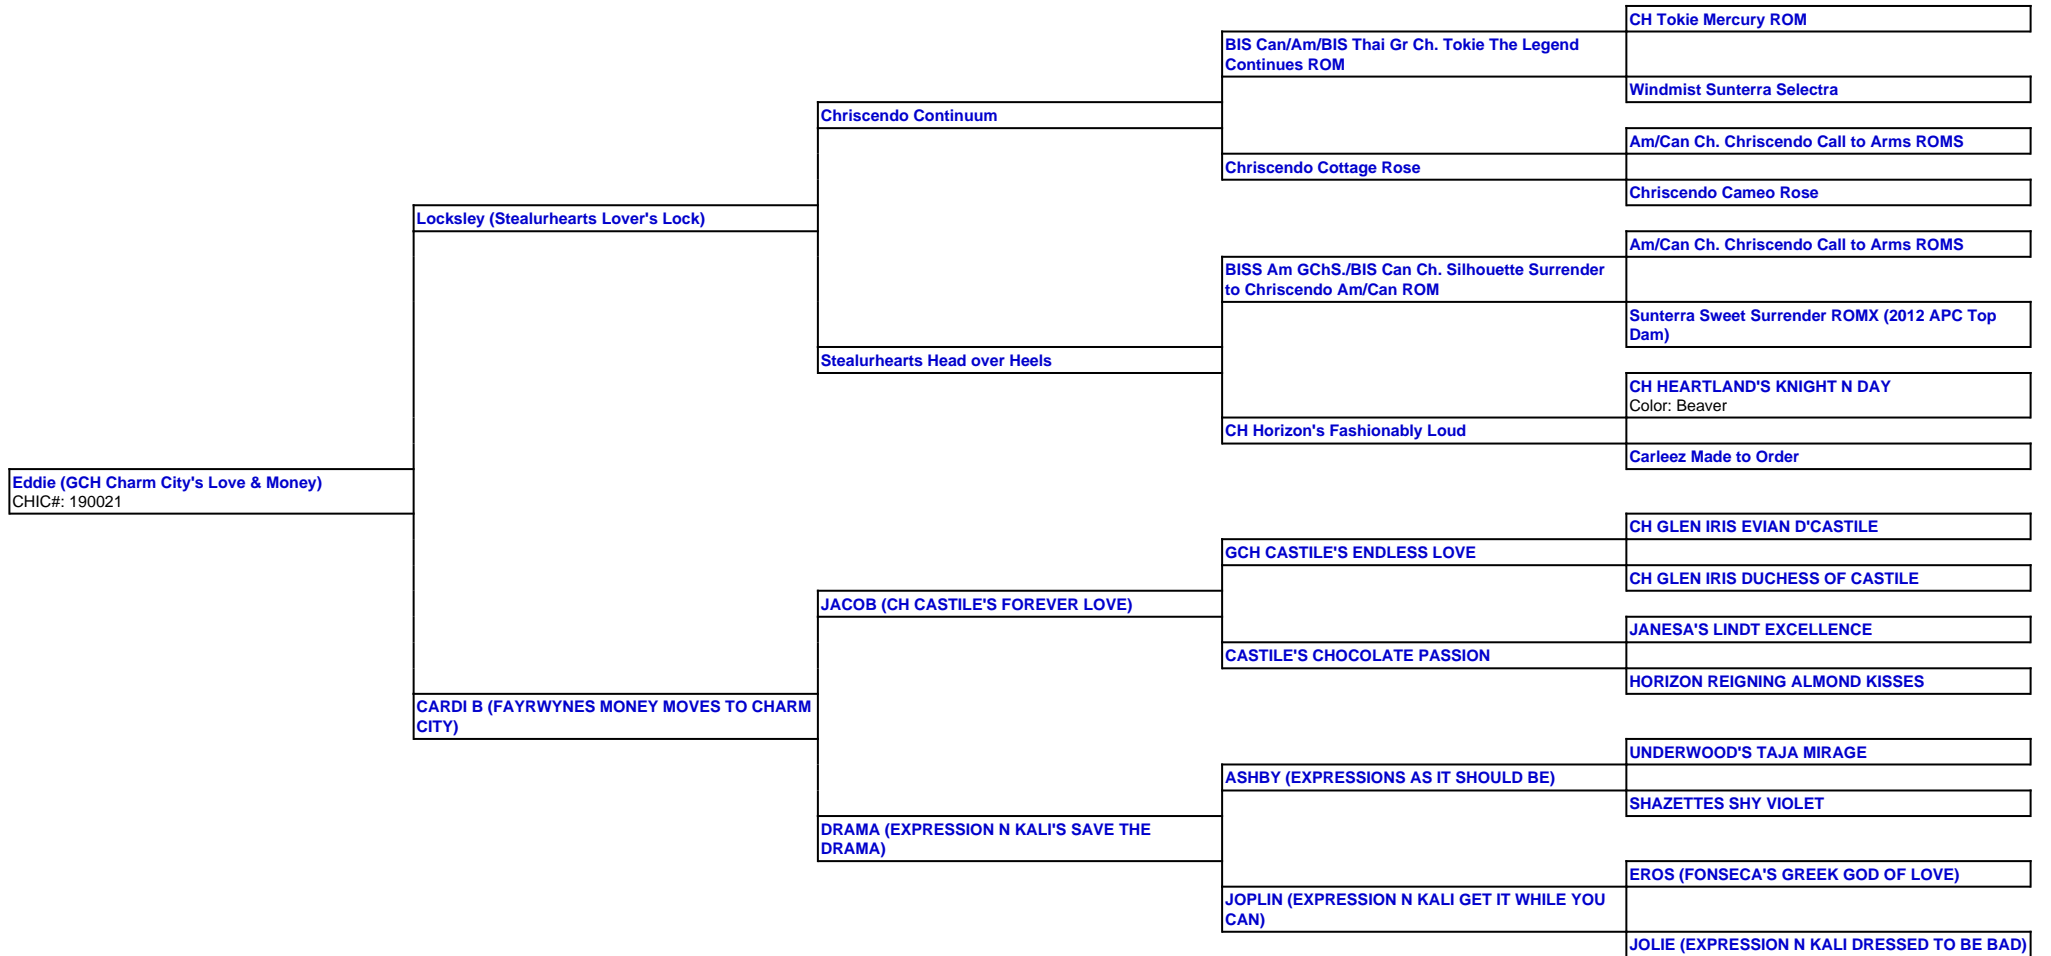 CH Tokie Mercury ROM
BIS Can/Am/BIS Thai Gr Ch. Tokie The Legend
Continues ROM
Windmist Sunterra Selectra
Chriscendo Continuum
Am/Can Ch. Chriscendo Call to Arms ROMS
Chriscendo Cottage Rose
Chriscendo Cameo Rose
Locksley (Stealurhearts Lover's Lock)
Am/Can Ch. Chriscendo Call to Arms ROMS
BISS Am GChS./BIS Can Ch. Silhouette Surrender
to Chriscendo Am/Can ROM
Sunterra Sweet Surrender ROMX (2012 APC Top
Dam)
Stealurhearts Head over Heels
CH HEARTLAND'S KNIGHT N DAY
Color: Beaver
CH Horizon's Fashionably Loud
Carleez Made to Order
Eddie (GCH Charm City's Love & Money)
CHIC#: 190021
CH GLEN IRIS EVIAN D'CASTILE
GCH CASTILE'S ENDLESS LOVE
CH GLEN IRIS DUCHESS OF CASTILE
JACOB (CH CASTILE'S FOREVER LOVE)
JANESA'S LINDT EXCELLENCE
CASTILE'S CHOCOLATE PASSION
HORIZON REIGNING ALMOND KISSES
CARDI B (FAYRWYNES MONEY MOVES TO CHARM
CITY)
UNDERWOOD'S TAJA MIRAGE
ASHBY (EXPRESSIONS AS IT SHOULD BE)
SHAZETTES SHY VIOLET
DRAMA (EXPRESSION N KALI'S SAVE THE
DRAMA)
EROS (FONSECA'S GREEK GOD OF LOVE)
JOPLIN (EXPRESSION N KALI GET IT WHILE YOU
CAN)
JOLIE (EXPRESSION N KALI DRESSED TO BE BAD)